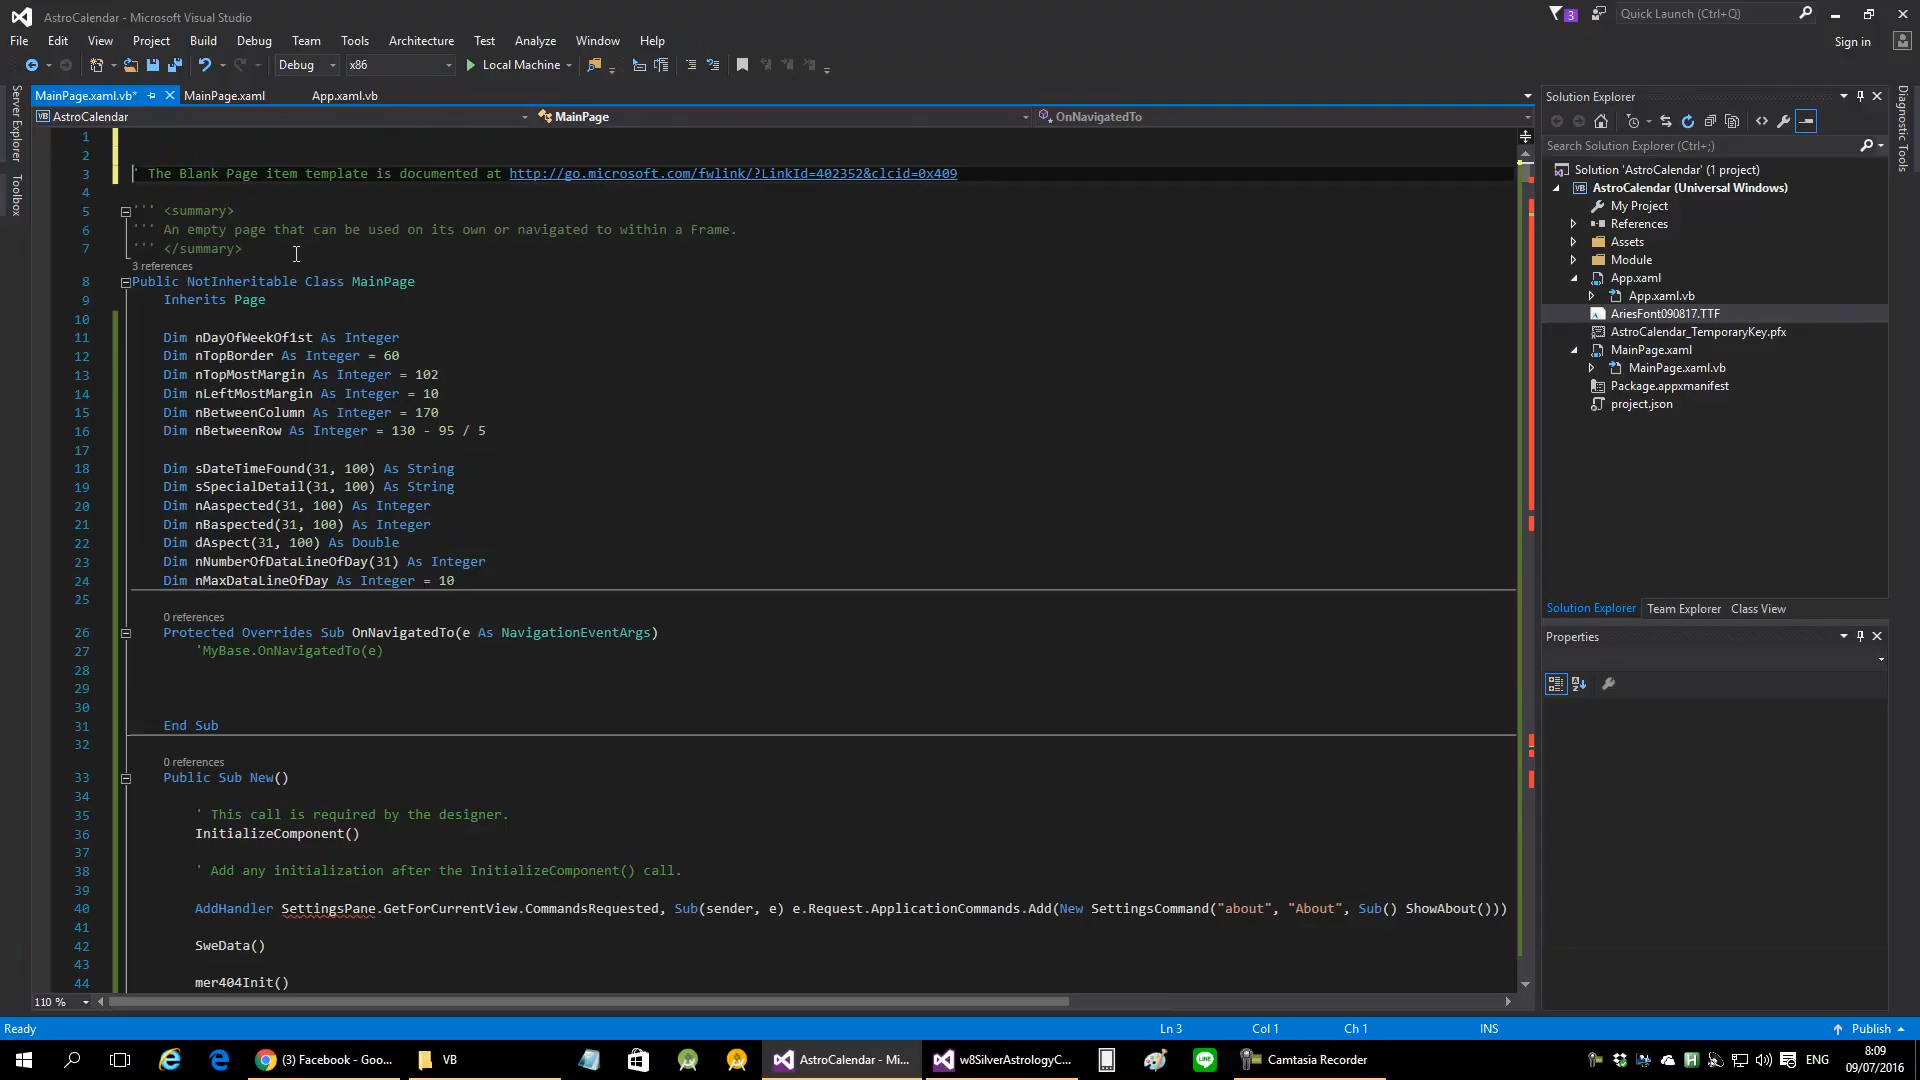 AstroCalendar - Microsoft Visual Studio
3
Quick Launch (Ctrl+Q)
File Edit View Project Build Debug Team Tools Architecture Test Analyze Window Help
Sign in
Debug x86 Local Machine
Server Explorer
Toolbox
MainPage.xaml.vb* MainPage.xaml App.xaml.vb
AstroCalendar MainPage OnNavigatedTo
1
2
3 ' The Blank Page item template is documented at http://go.microsoft.com/fwlink/?LinkId=402352&clcid=0x409
4
5 ''' <summary>
6 ''' An empty page that can be used on its own or navigated to within a Frame.
7 ''' </summary>
3 references
8 Public NotInheritable Class MainPage
9 Inherits Page
10
11 Dim nDayOfWeekOf1st As Integer
12 Dim nTopBorder As Integer = 60
13 Dim nTopMostMargin As Integer = 102
14 Dim nLeftMostMargin As Integer = 10
15 Dim nBetweenColumn As Integer = 170
16 Dim nBetweenRow As Integer = 130 - 95 / 5
17
18 Dim sDateTimeFound(31, 100) As String
19 Dim sSpecialDetail(31, 100) As String
20 Dim nAaspected(31, 100) As Integer
21 Dim nBaspected(31, 100) As Integer
22 Dim dAspect(31, 100) As Double
23 Dim nNumberOfDataLineOfDay(31) As Integer
24 Dim nMaxDataLineOfDay As Integer = 10
25
0 references
26 Protected Overrides Sub OnNavigatedTo(e As NavigationEventArgs)
27 'MyBase.OnNavigatedTo(e)
28
29
30
31 End Sub
32
0 references
33 Public Sub New()
34
35 ' This call is required by the designer.
36 InitializeComponent()
37
38 ' Add any initialization after the InitializeComponent() call.
39
40 AddHandler SettingsPane.GetForCurrentView.CommandsRequested, Sub(sender, e) e.Request.ApplicationCommands.Add(New SettingsCommand("about", "About", Sub() ShowAbout()))
41
42 SweData()
43
44 mer404Init()
110 %
Solution Explorer
Search Solution Explorer (Ctrl+;)
Solution 'AstroCalendar' (1 project)
VB AstroCalendar (Universal Windows)
My Project
References
Assets
Module
App.xaml
App.xaml.vb
AriesFont090817.TTF
AstroCalendar_TemporaryKey.pfx
MainPage.xaml
MainPage.xaml.vb
Package.appxmanifest
project.json
Solution Explorer Team Explorer Class View
Properties
Diagnostic Tools
Ready Ln 3 Col 1 Ch 1 INS Publish
(3) Facebook - Goo... VB AstroCalendar - Mi... w8SilverAstrologyC... LINE Camtasia Recorder ENG
8:09
09/07/2016